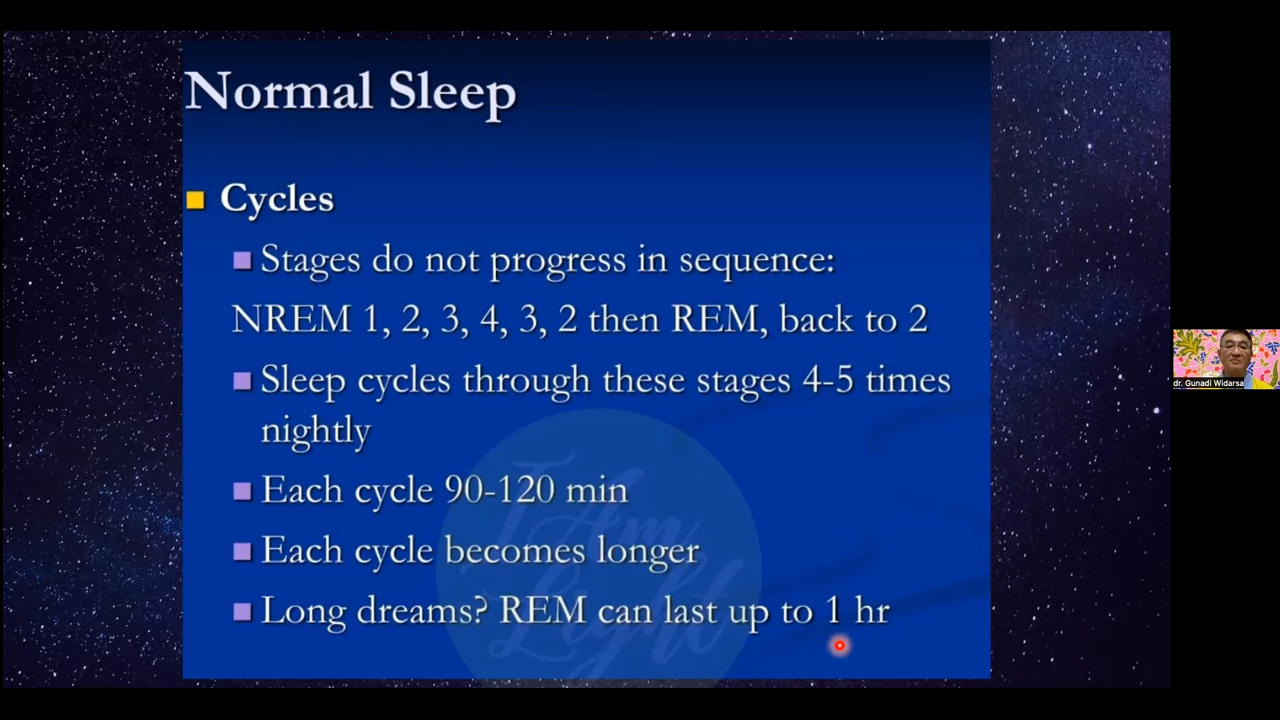 Normal Sleep
Cycles
Stages do not progress in sequence:
NREM 1, 2, 3, 4, 3, 2 then REM, back to 2
Sleep cycles through these stages 4-5 times
nightly
Each cycle 90-120 min
Each cycle becomes longer
Long dreams? REM can last up to 1 hr
I Am
Light
dr. Gunadi Widarsa